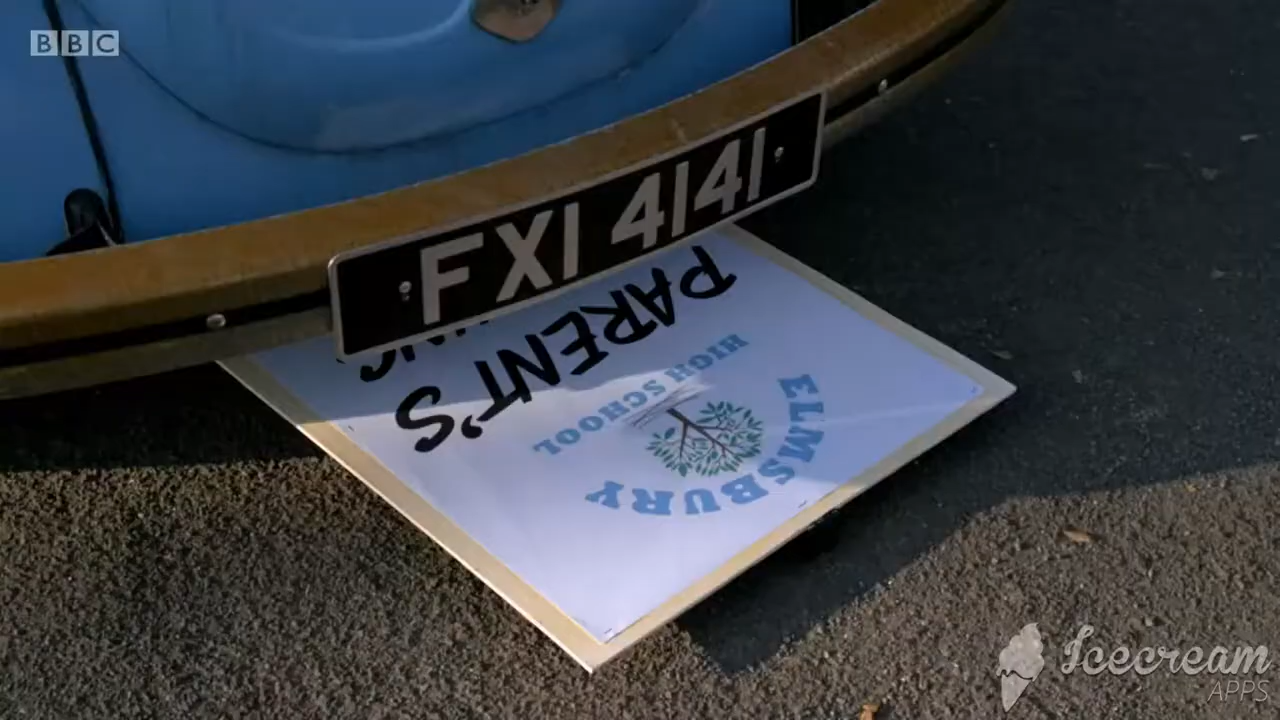 BBC
FXI 4141
PARENT'S
ELMSBURY
HIGH SCHOOL
Icecream
APPS